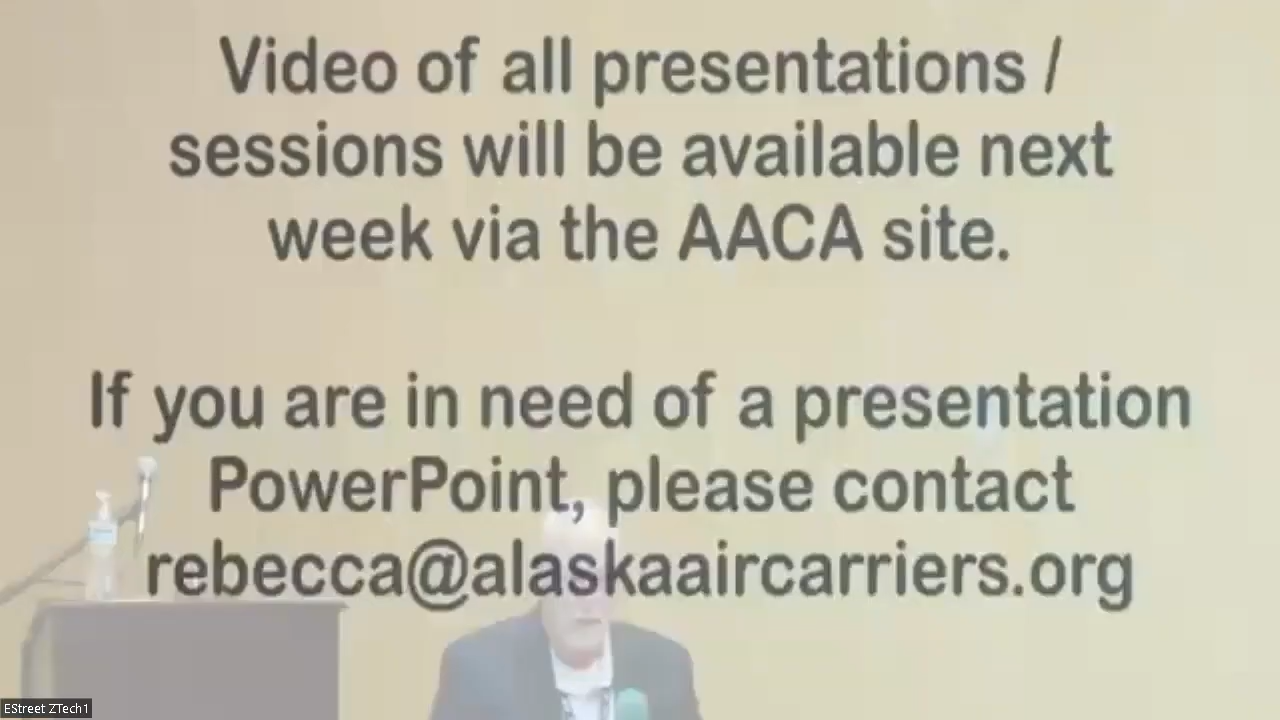 Video of all presentations /
sessions will be available next
week via the AACA site.
If you are in need of a presentation
PowerPoint, please contact
rebecca@alaskaaircarriers.org
EStreet ZTech1